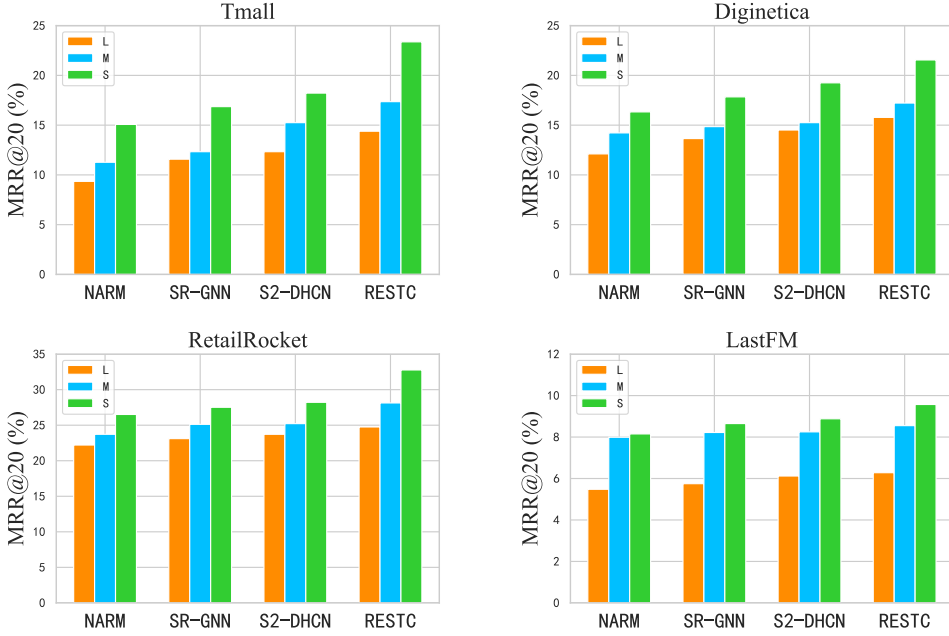 Tmall
MRR@20 (%)
25
20
15
10
5
0
L
M
S
NARM SR-GNN S2-DHCN RESTC
Diginetica
MRR@20 (%)
25
20
15
10
5
0
L
M
S
NARM SR-GNN S2-DHCN RESTC
RetailRocket
MRR@20 (%)
35
30
25
20
15
10
5
0
L
M
S
NARM SR-GNN S2-DHCN RESTC
LastFM
MRR@20 (%)
12
10
8
6
4
2
0
L
M
S
NARM SR-GNN S2-DHCN RESTC